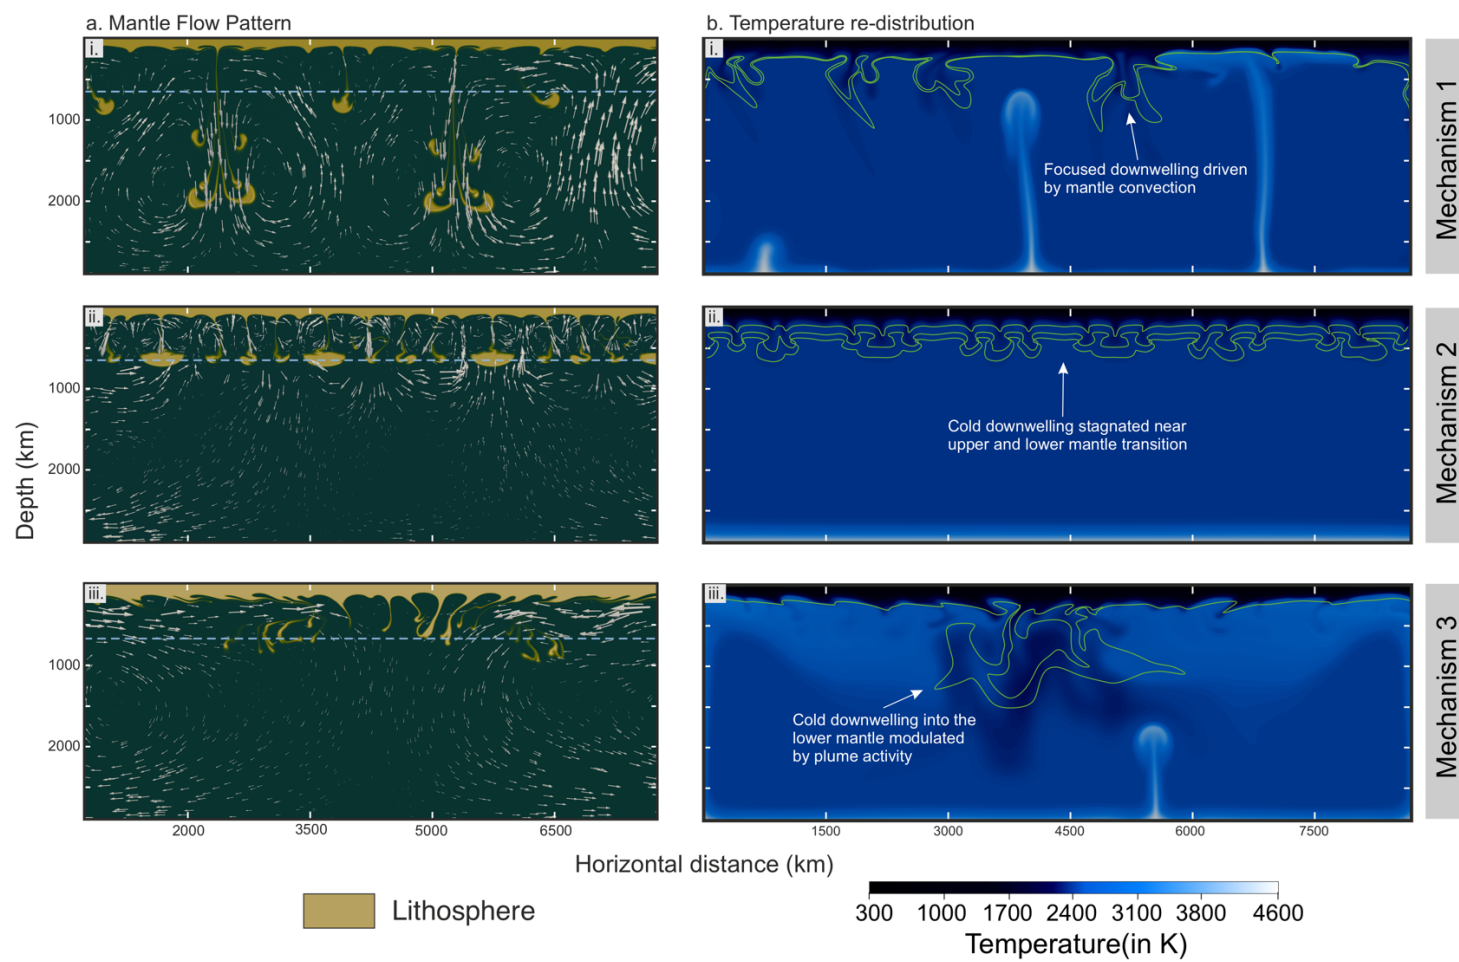 a. Mantle Flow Pattern
b. Temperature re-distribution
i.
i.
1000
2000
Focused downwelling driven
by mantle convection
Mechanism 1
ii.
ii.
1000
2000
Cold downwelling stagnated near
upper and lower mantle transition
Mechanism 2
Depth (km)
iii.
iii.
1000
2000
Cold downwelling into the
lower mantle modulated
by plume activity
Mechanism 3
2000 3500 5000 6500
1500 3000 4500 6000 7500
Horizontal distance (km)
Lithosphere
300 1000 1700 2400 3100 3800 4600
Temperature(in K)